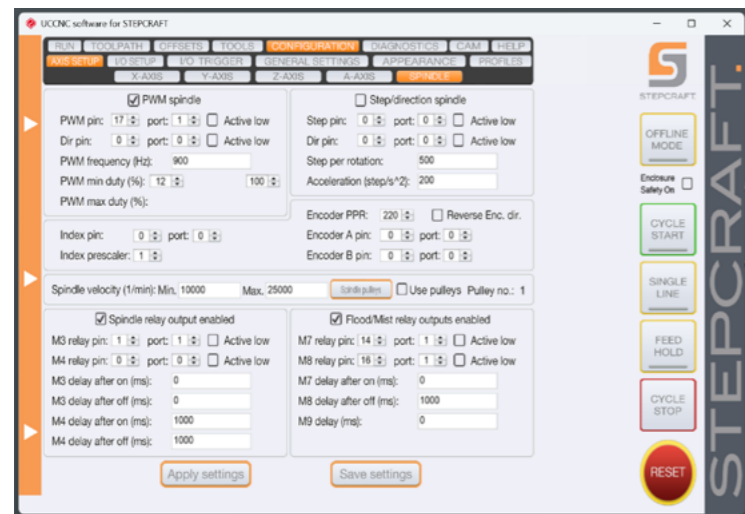 UCCNC software for STEPCRAFT
RUN TOOLPATH OFFSETS TOOLS CONFIGURATION DIAGNOSTICS CAM HELP
AXIS SETUP I/O SETUP I/O TRIGGER GENERAL SETTINGS APPEARANCE PROFILES
X-AXIS Y-AXIS Z-AXIS A-AXIS SPINDLE
PWM spindle
PWM pin: 17 port: 1 Active low
Dir pin: 0 port: 0 Active low
PWM frequency (Hz): 900
PWM min duty (%): 12 100
PWM max duty (%):
Index pin: 0 port: 0
Index prescaler: 1
Step/direction spindle
Step pin: 0 port: 0 Active low
Dir pin: 0 port: 0 Active low
Step per rotation: 500
Acceleration (step/s^2): 200
Encoder PPR: 220 Reverse Enc. dir.
Encoder A pin: 0 port: 0
Encoder B pin: 0 port: 0
Spindle velocity (1/min): Min. 10000 Max. 25000 Spindle pulleys Use pulleys Pulley no.: 1
Spindle relay output enabled
M3 relay pin: 1 port: 1 Active low
M4 relay pin: 0 port: 0 Active low
M3 delay after on (ms): 0
M3 delay after off (ms): 0
M4 delay after on (ms): 1000
M4 delay after off (ms): 1000
Flood/Mist relay outputs enabled
M7 relay pin: 14 port: 1 Active low
M8 relay pin: 16 port: 1 Active low
M7 delay after on (ms): 0
M8 delay after off (ms): 1000
M9 delay (ms): 0
Apply settings Save settings
STEPCRAFT
OFFLINE
MODE
Enclosure
Safety On
CYCLE
START
SINGLE
LINE
FEED
HOLD
CYCLE
STOP
RESET
STEPCRAFT.